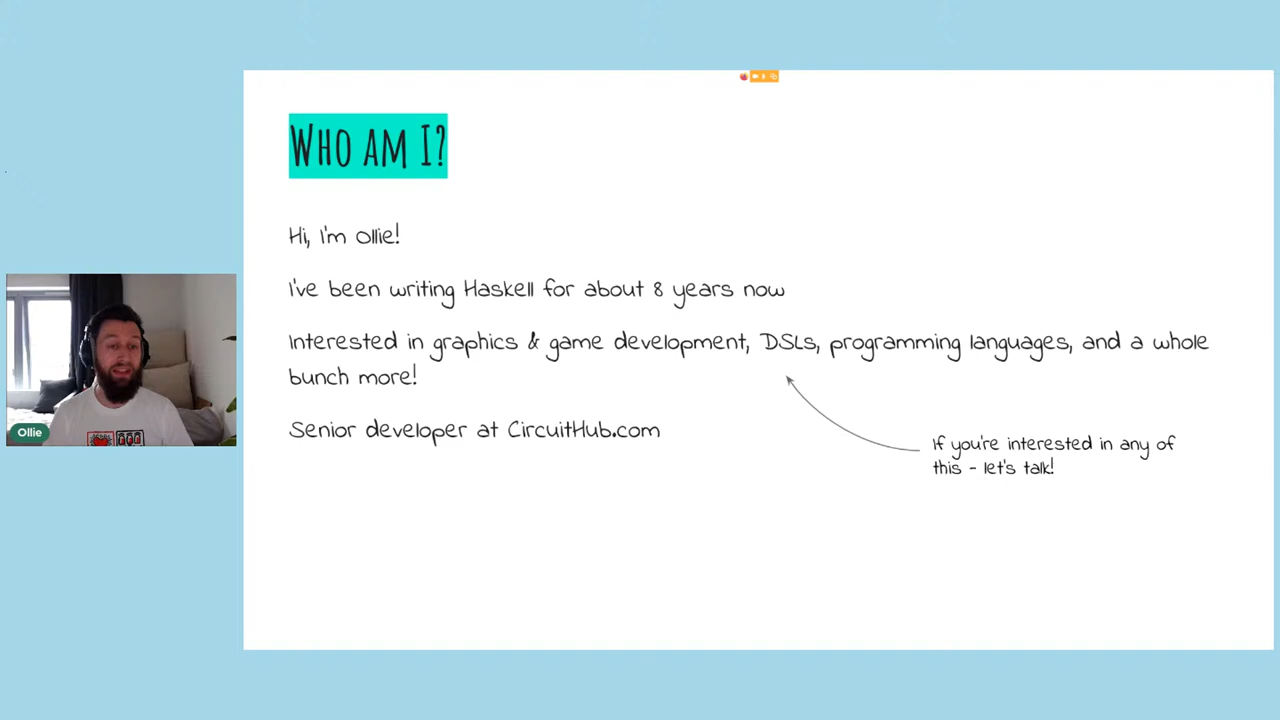 Who am I?
Hi, I'm Ollie!
I've been writing Haskell for about 8 years now
Interested in graphics & game development, DSLs, programming languages, and a whole
bunch more!
Senior developer at CircuitHub.com
If you're interested in any of
this - let's talk!
Ollie